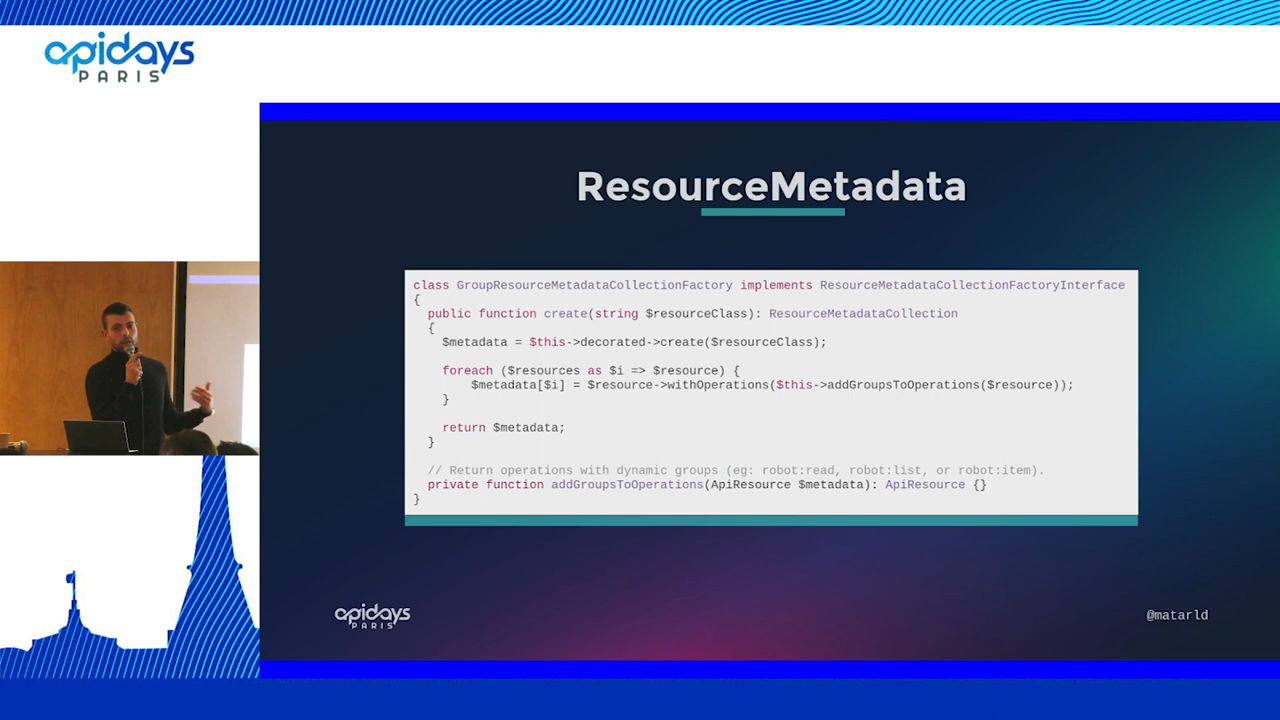 apidays
PARIS
ResourceMetadata
class GroupResourceMetadataCollectionFactory implements ResourceMetadataCollectionFactoryInterface
{
  public function create(string $resourceClass): ResourceMetadataCollection
  {
    $metadata = $this->decorated->create($resourceClass);

    foreach ($resources as $i => $resource) {
        $metadata[$i] = $resource->withOperations($this->addGroupsToOperations($resource));
    }

    return $metadata;
  }

  // Return operations with dynamic groups (eg: robot:read, robot:list, or robot:item).
  private function addGroupsToOperations(ApiResource $metadata): ApiResource {}
}
apidays
PARIS
@matarld